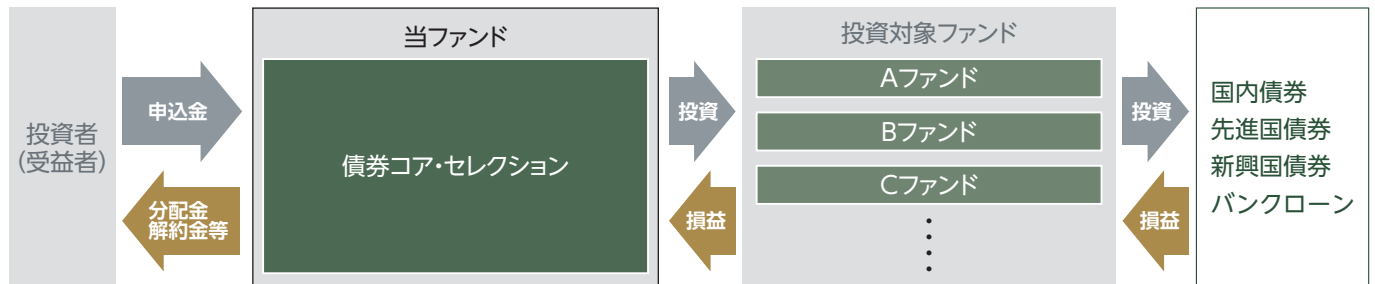 投資者
(受益者)
申込金
分配金
解約金等
当ファンド
債券コア・セレクション
投資
損益
投資対象ファンド
Aファンド
Bファンド
Cファンド
投資
損益
国内債券
先進国債券
新興国債券
バンクローン